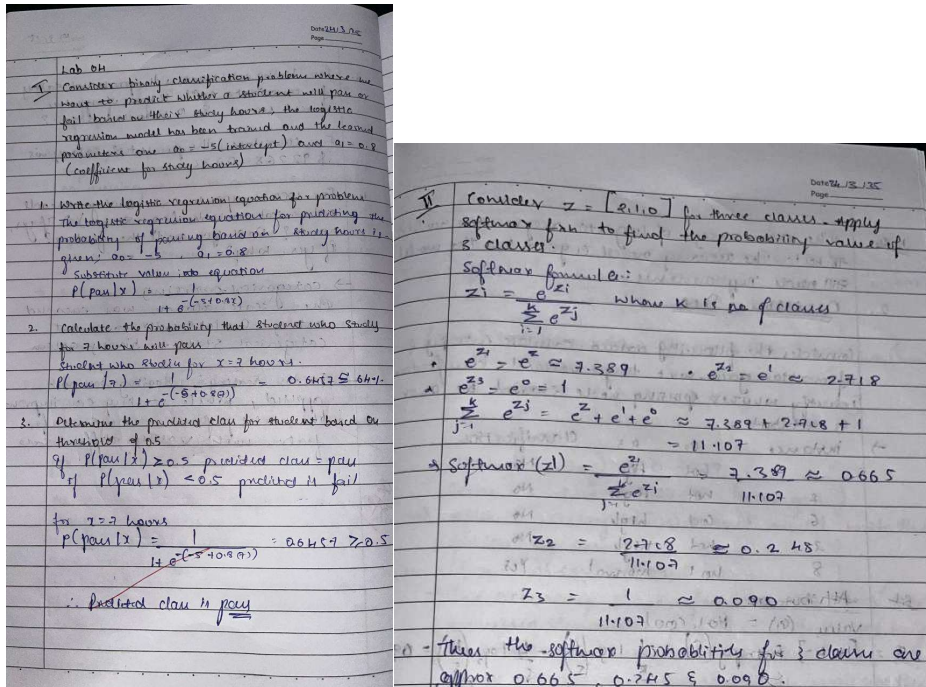 Date 24/3/25
Page
Lab 04
I. Consider binary classification problem where we
want to predict whether a student will pass or
fail based on their study hours; the logistic
regression model has been trained and the learned
parameters are a0 = -5 (intercept) and a1 = 0.8
(coefficient for study hours)
1. Write the logistic regression equation for problem
The logistic regression equation for predicting the
probability of passing based on study hours is
given; a0 = -5, a1 = 0.8
Substitute value into equation
P(pass|x) = 1 / 1 + e^-(-5+0.8x)
2. Calculate the probability that student who studies
for 7 hours will pass
Student who studies for x = 7 hours.
P(pass|7) = 1 / 1 + e^-(-5+0.8(7)) = 0.6457 ≅ 64%
3. Determine the predicted class for student based on
threshold of 0.5
If P(pass|x) ≥ 0.5 predicted class = pass
if P(pass|x) < 0.5 predicted is fail
for x = 7 hours
P(pass|x) = 1 / 1 + e^-(-5+0.8(7)) = 0.6457 ≥ 0.5
∴ Predicted class is pass
Date 24/3/35
Page
II. Consider Z = [2,1,0] for three classes. Apply
softmax fxn to find the probability value of
3 classes.
Softmax formula:
zi = e^zi / Σ_{i=1}^{k} e^zj where K is no of classes
• e^z1 = e^2 ≈ 7.389 • e^z2 = e^1 ≈ 2.718
• e^z3 = e^0 = 1
Σ_{j=1}^{k} e^zj = e^2 + e^1 + e^0 ≈ 7.389 + 2.718 + 1
= 11.107
→ Softmax (z1) = e^z1 / Σ e^zi = 7.389 / 11.107 ≈ 0.665
z2 = 2.718 / 11.107 ≈ 0.248
z3 = 1 / 11.107 ≈ 0.090
- Thus the softmax probablities for 3 classes are
approx 0.665, 0.245 & 0.090.